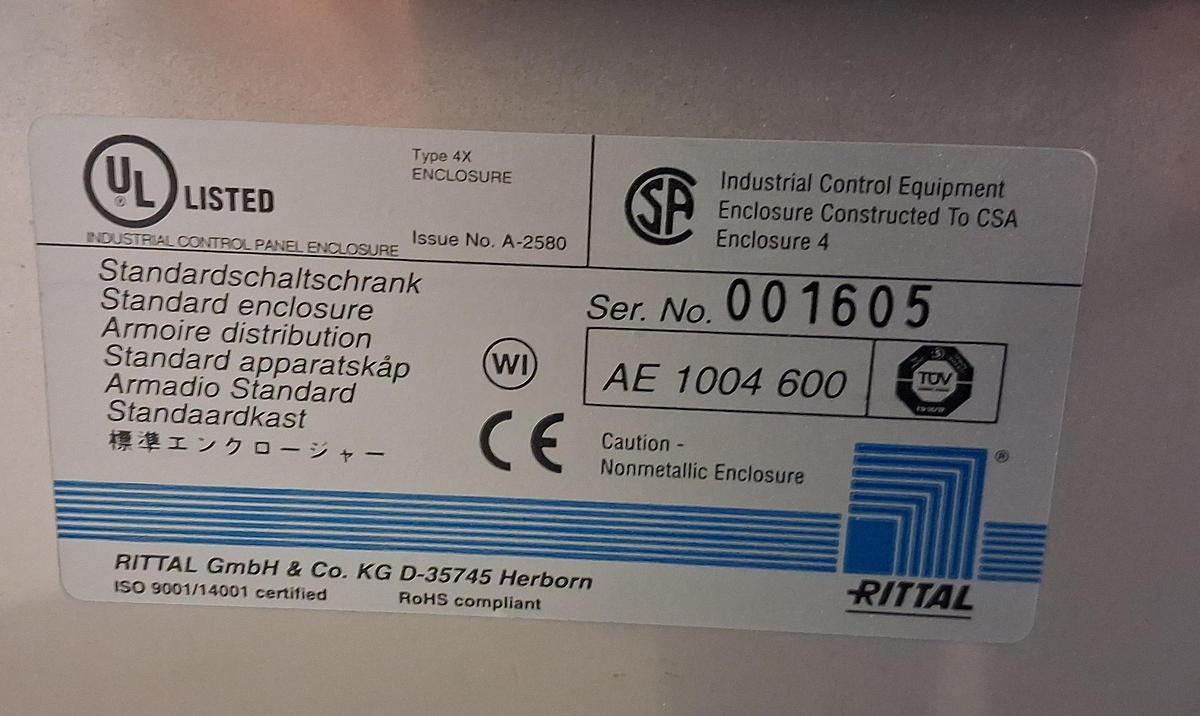 UL LISTED
INDUSTRIAL CONTROL PANEL ENCLOSURE
Type 4X
ENCLOSURE
Issue No. A-2580
SA Industrial Control Equipment
Enclosure Constructed To CSA
Enclosure 4
Standardschaltschrank
Standard enclosure
Armoire distribution
Standard apparatskåp
Armadio Standard
Standaardkast
標準エンクロージャー
WI
CE
Ser. No. 001605
AE 1004 600
TÜV
Caution -
Nonmetallic Enclosure
®
RITTAL
RITTAL GmbH & Co. KG D-35745 Herborn
ISO 9001/14001 certified RoHS compliant